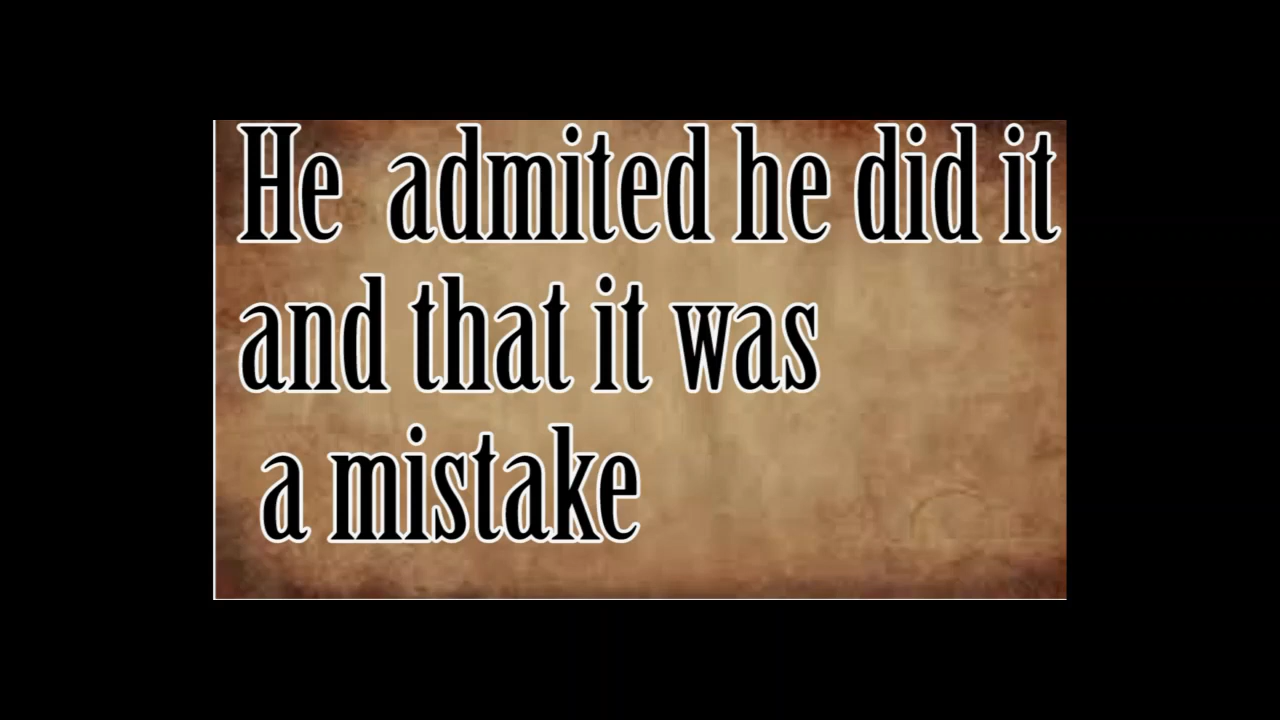 He admited he did it
and that it was
a mistake